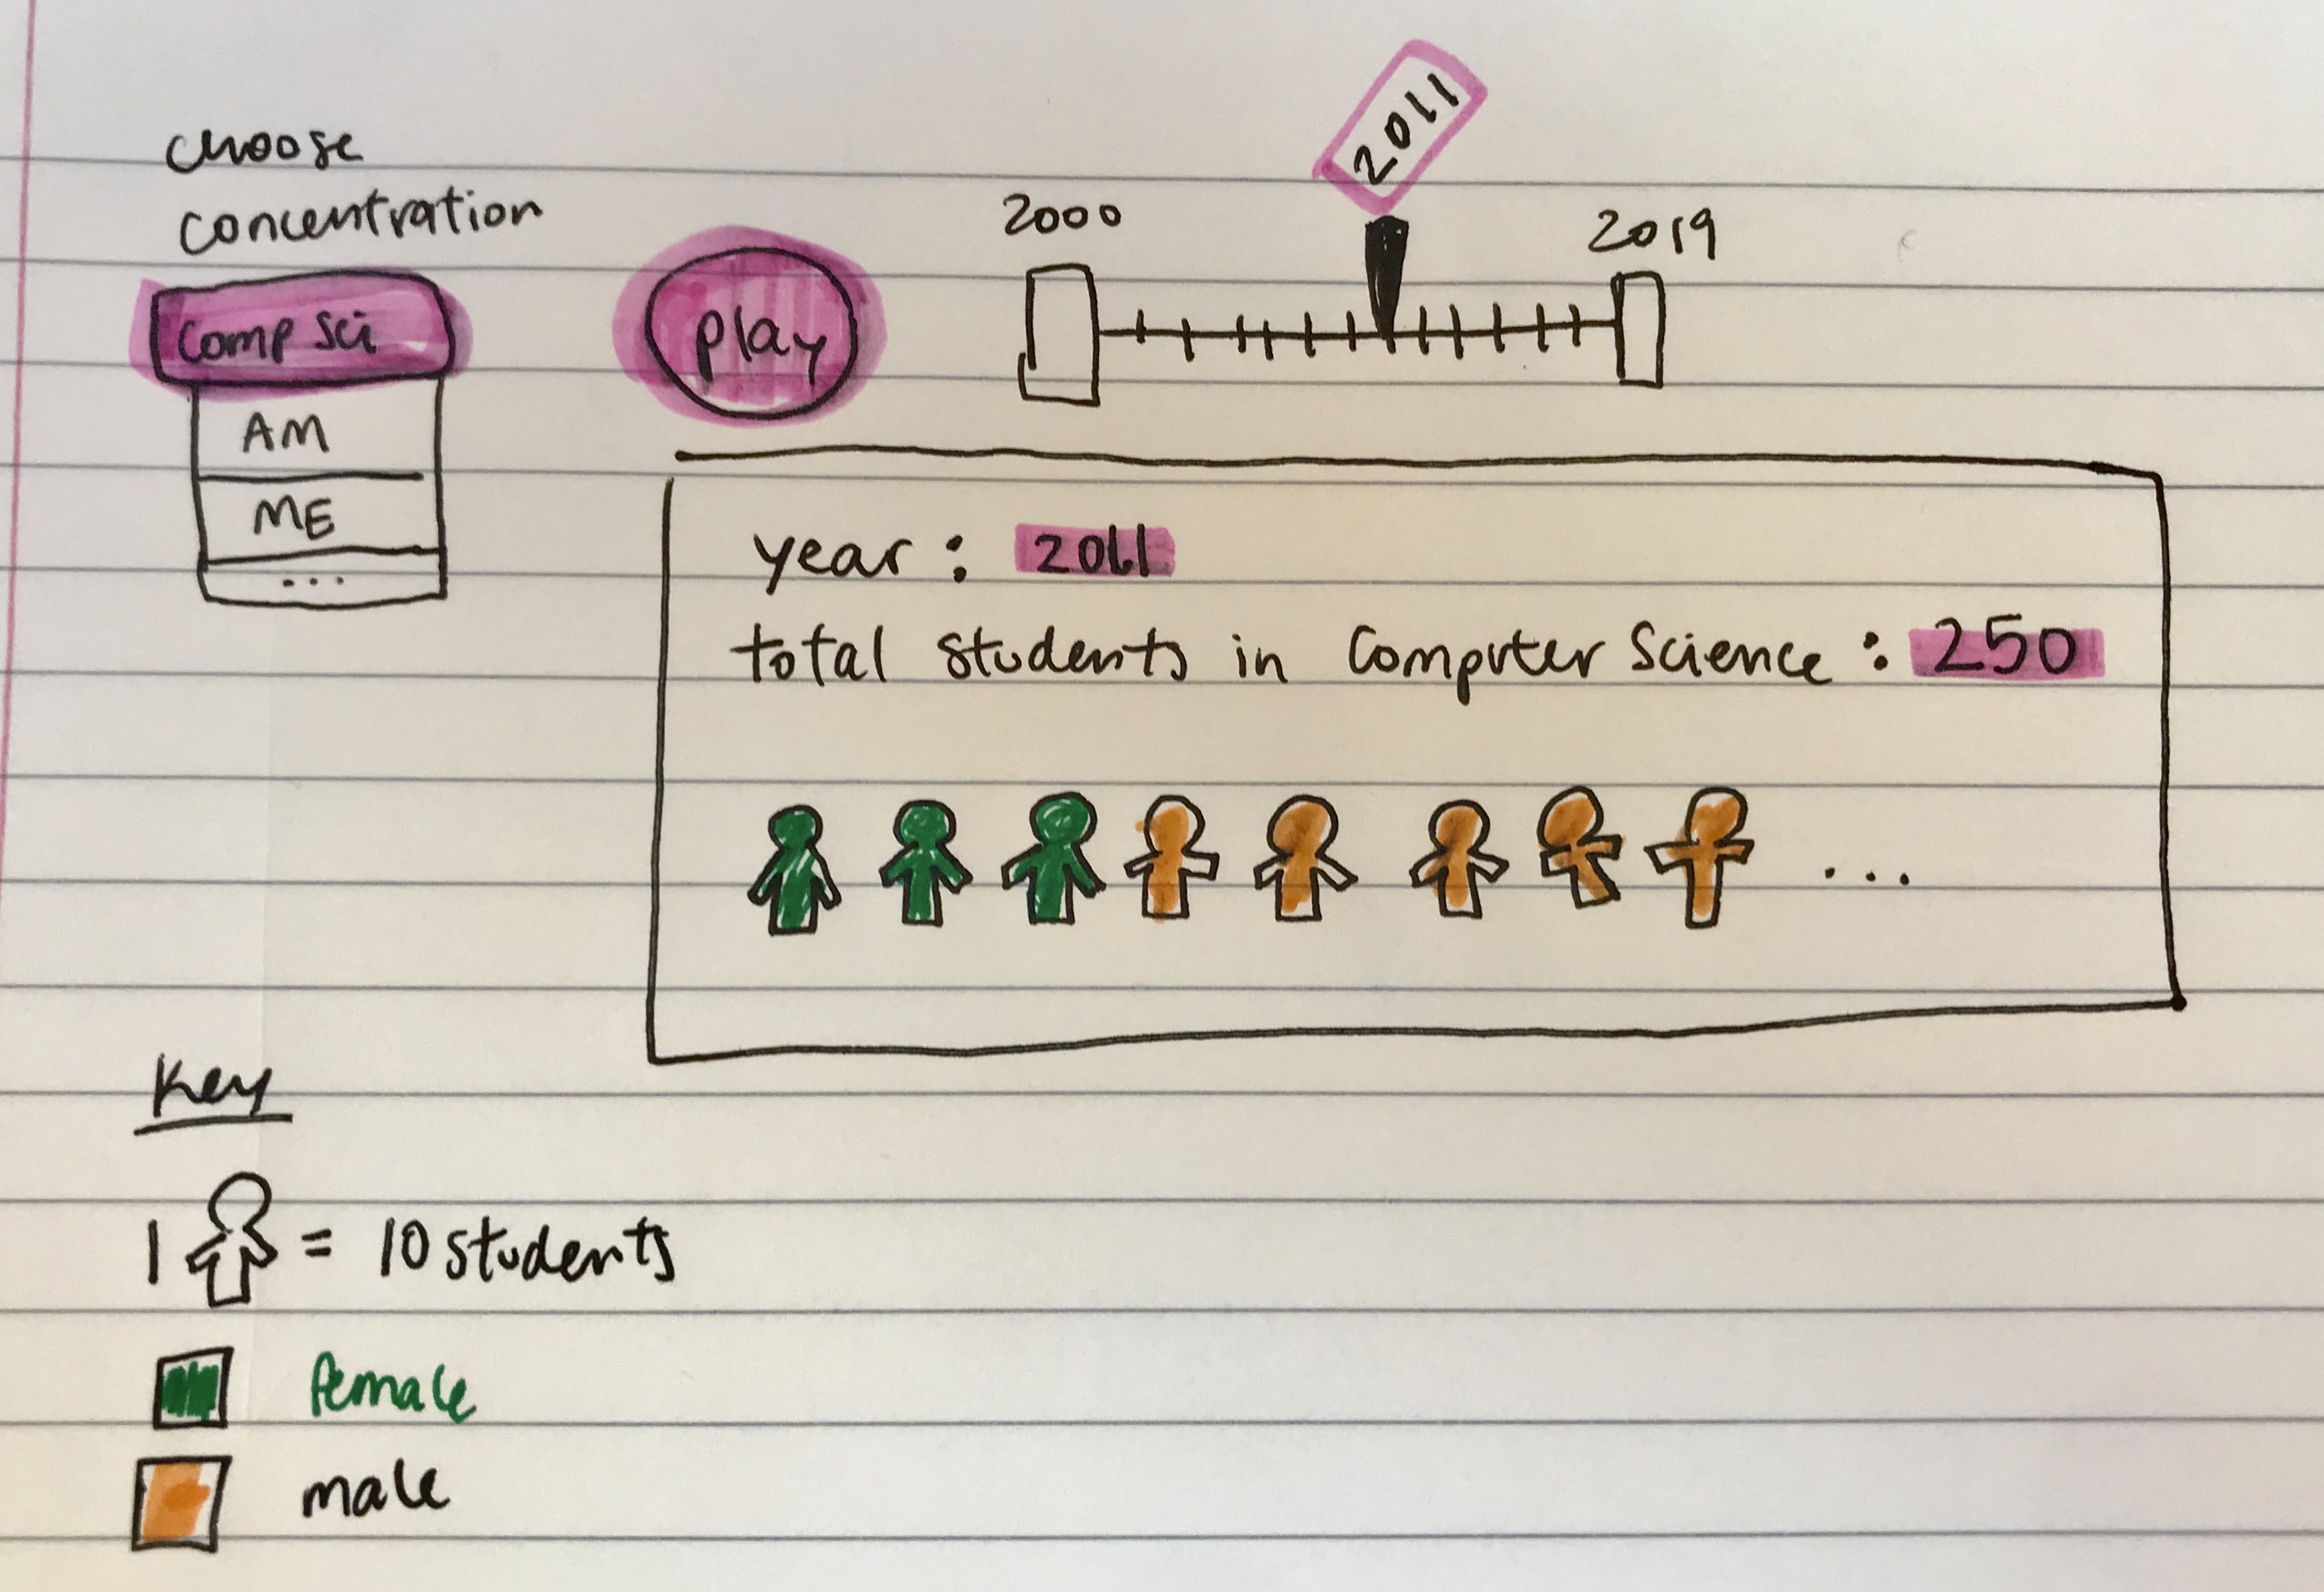 choose
concentration
Comp Sci
AM
ME
...
play
2000
2011
2019
year : 2011
total students in Computer Science : 250
...
Key
1 = 10 students
female
male